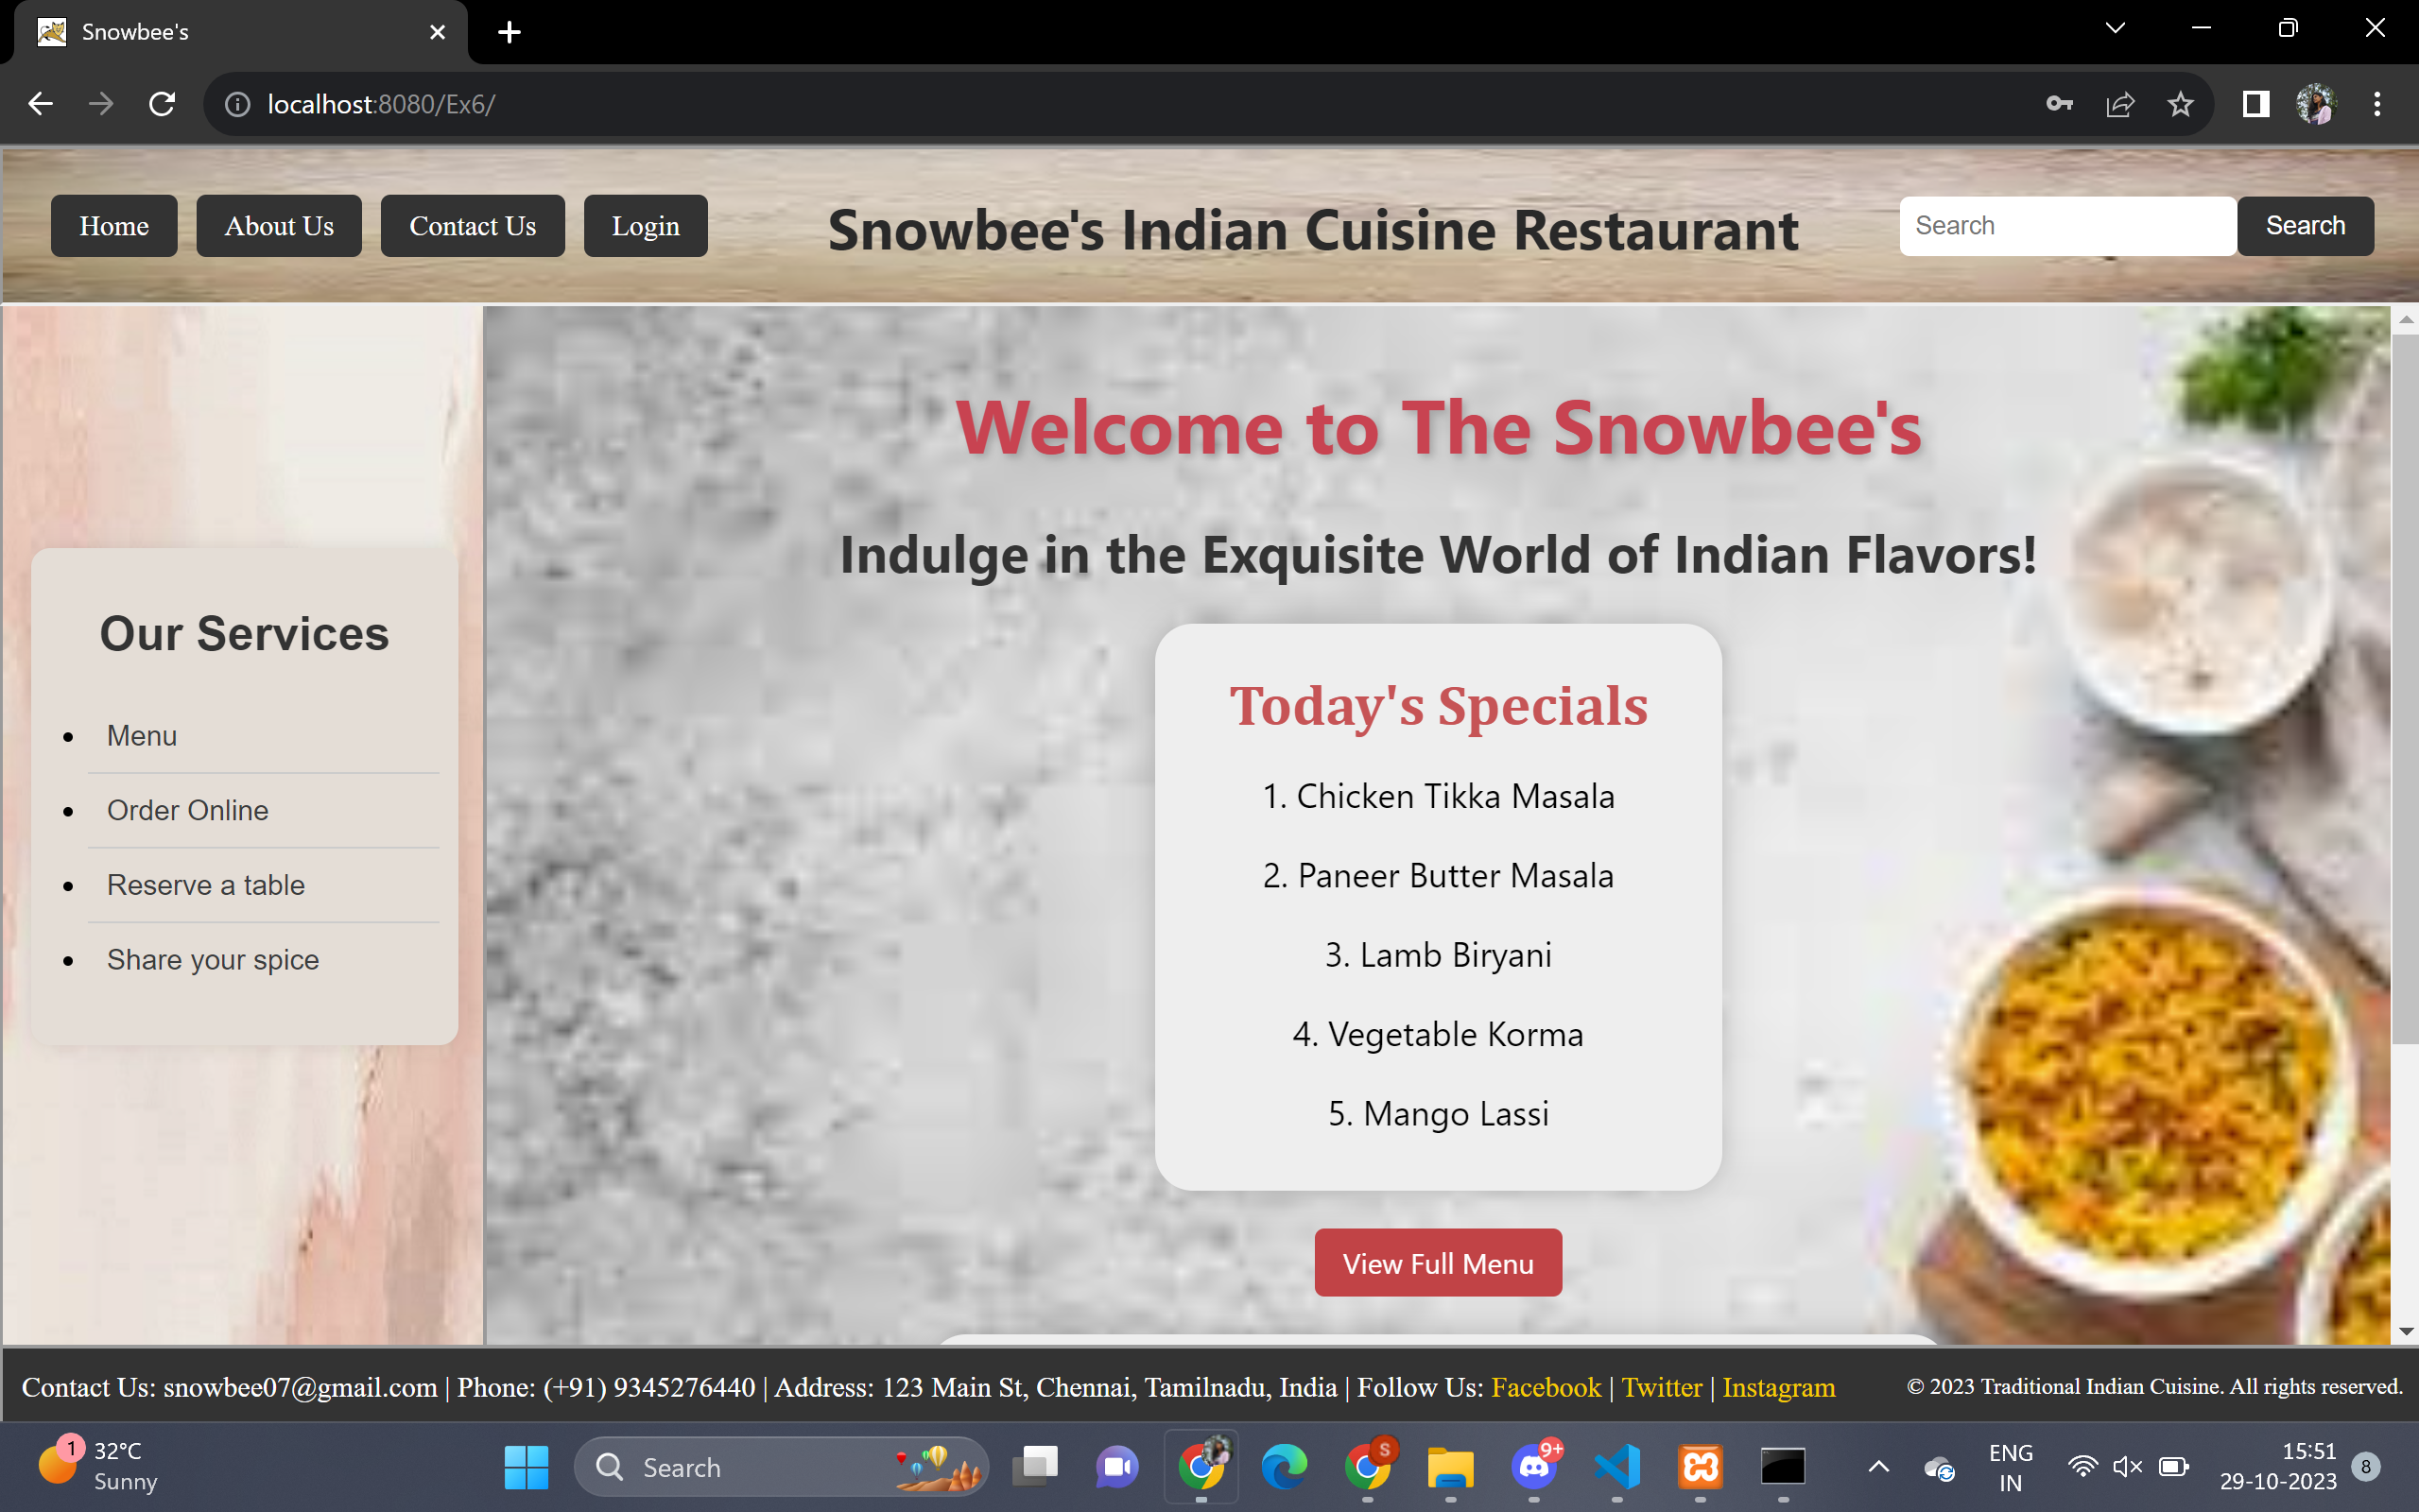 Snowbee's
localhost:8080/Ex6/
Home About Us Contact Us Login Snowbee's Indian Cuisine Restaurant Search Search
Our Services
• Menu
• Order Online
• Reserve a table
• Share your spice
Welcome to The Snowbee's
Indulge in the Exquisite World of Indian Flavors!
Today's Specials
1. Chicken Tikka Masala
2. Paneer Butter Masala
3. Lamb Biryani
4. Vegetable Korma
5. Mango Lassi
View Full Menu
Contact Us: snowbee07@gmail.com | Phone: (+91) 9345276440 | Address: 123 Main St, Chennai, Tamilnadu, India | Follow Us: Facebook | Twitter | Instagram © 2023 Traditional Indian Cuisine. All rights reserved.
1 32°C
Sunny
Search
S
9+
ENG
IN
15:51
29-10-2023
8